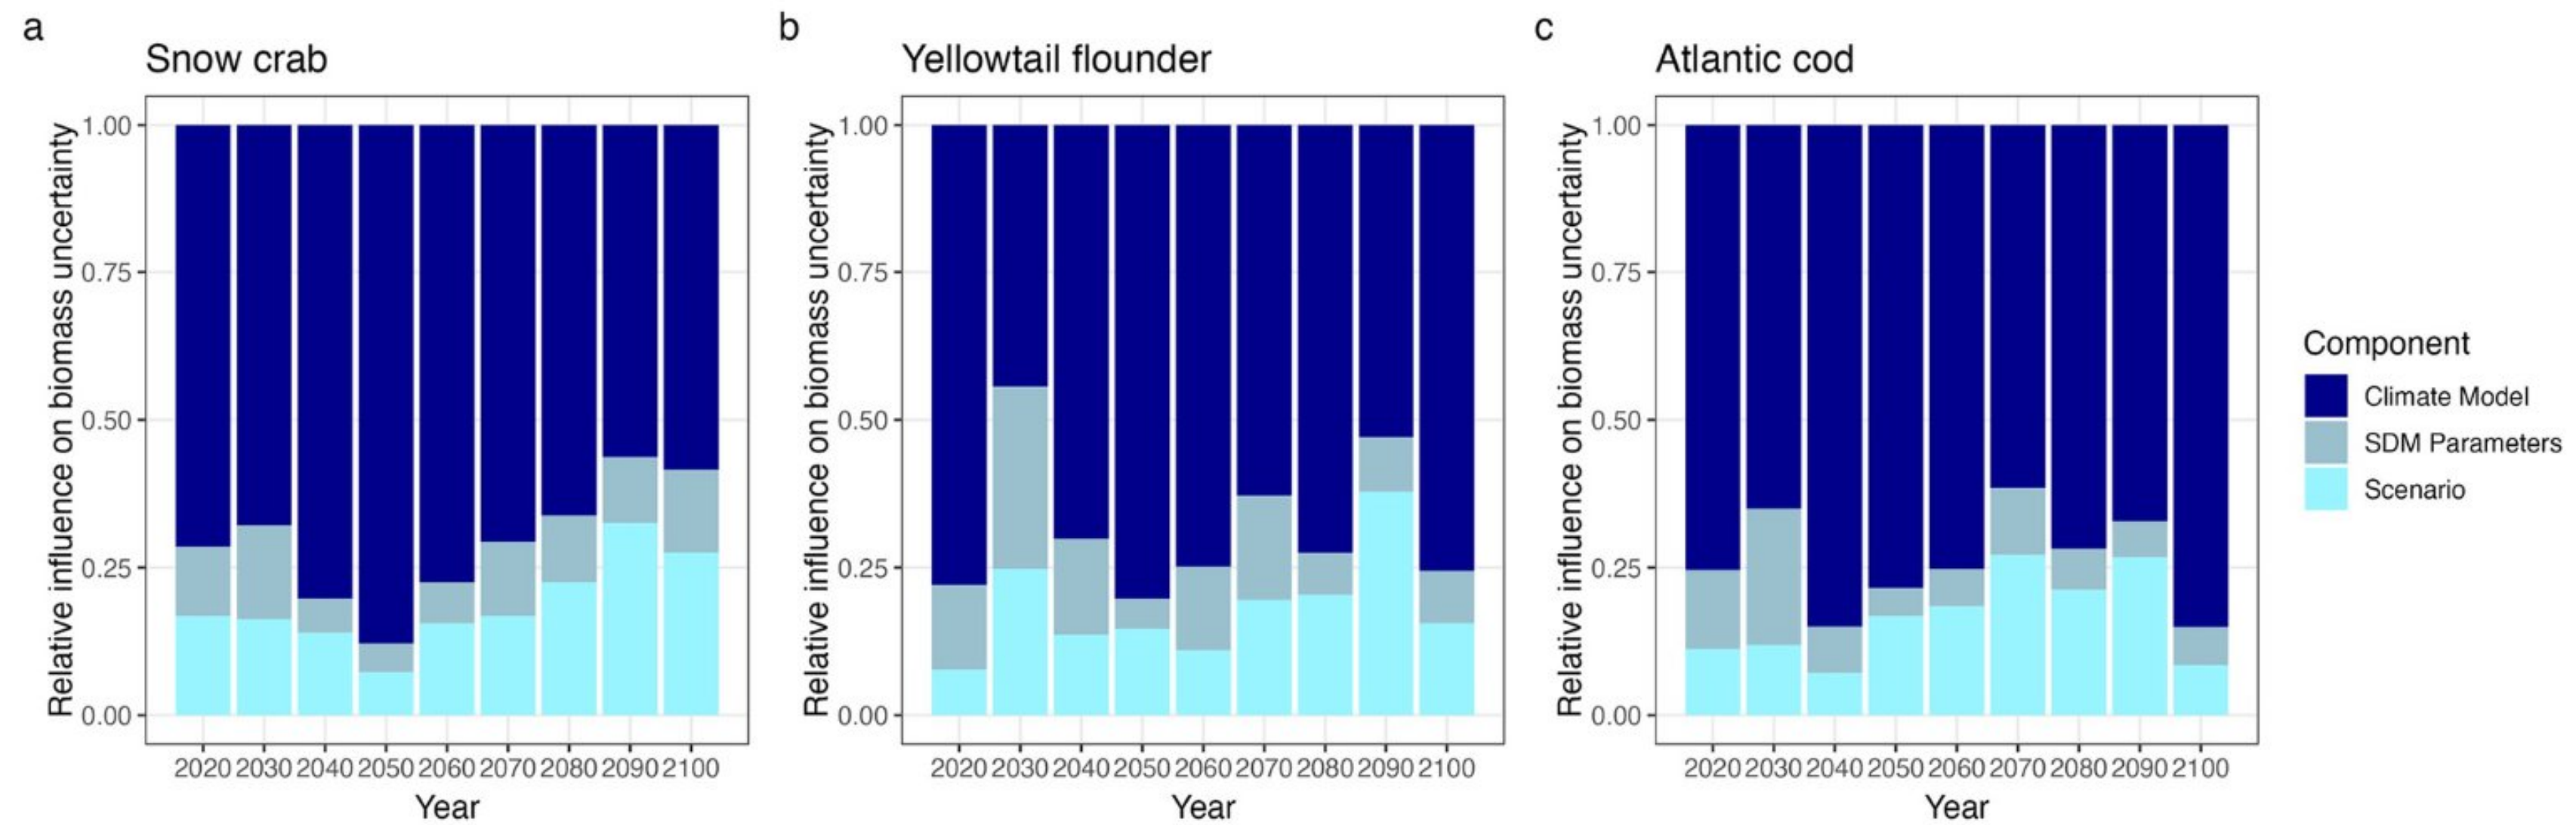 a
Snow crab
Relative influence on biomass uncertainty
1.00
0.75
0.50
0.25
0.00
2020 2030 2040 2050 2060 2070 2080 2090 2100
Year
b
Yellowtail flounder
Relative influence on biomass uncertainty
1.00
0.75
0.50
0.25
0.00
2020 2030 2040 2050 2060 2070 2080 2090 2100
Year
c
Atlantic cod
Relative influence on biomass uncertainty
1.00
0.75
0.50
0.25
0.00
2020 2030 2040 2050 2060 2070 2080 2090 2100
Year
Component
Climate Model
SDM Parameters
Scenario